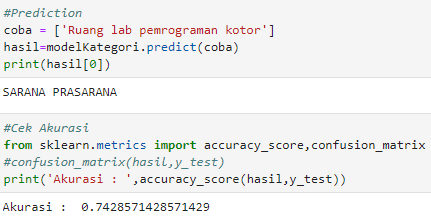 #Prediction
coba = ['Ruang lab pemrograman kotor']
hasil=modelKategori.predict(coba)
print(hasil[0])
SARANA PRASARANA
#Cek Akurasi
from sklearn.metrics import accuracy_score,confusion_matrix
#confusion_matrix(hasil,y_test)
print('Akurasi : ',accuracy_score(hasil,y_test))
Akurasi :  0.7428571428571429